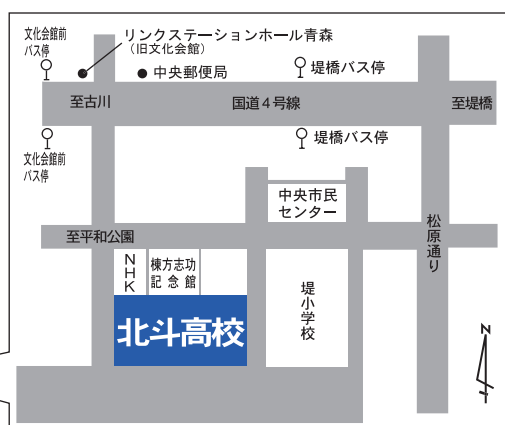 文化会館前
バス停
リンクステーションホール青森
(旧文化会館)
中央郵便局
堤橋バス停
至古川
国道4号線
至堤橋
堤橋バス停
文化会館前
バス停
中央市民
センター
松原通り
至平和公園
NHK
棟方志功
記念館
堤小学校
北斗高校
N